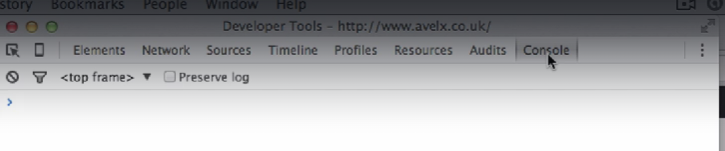 story Bookmarks People Window Help
Developer Tools - http://www.avelx.co.uk/
Elements Network Sources Timeline Profiles Resources Audits Console
<top frame> ▼ Preserve log
>